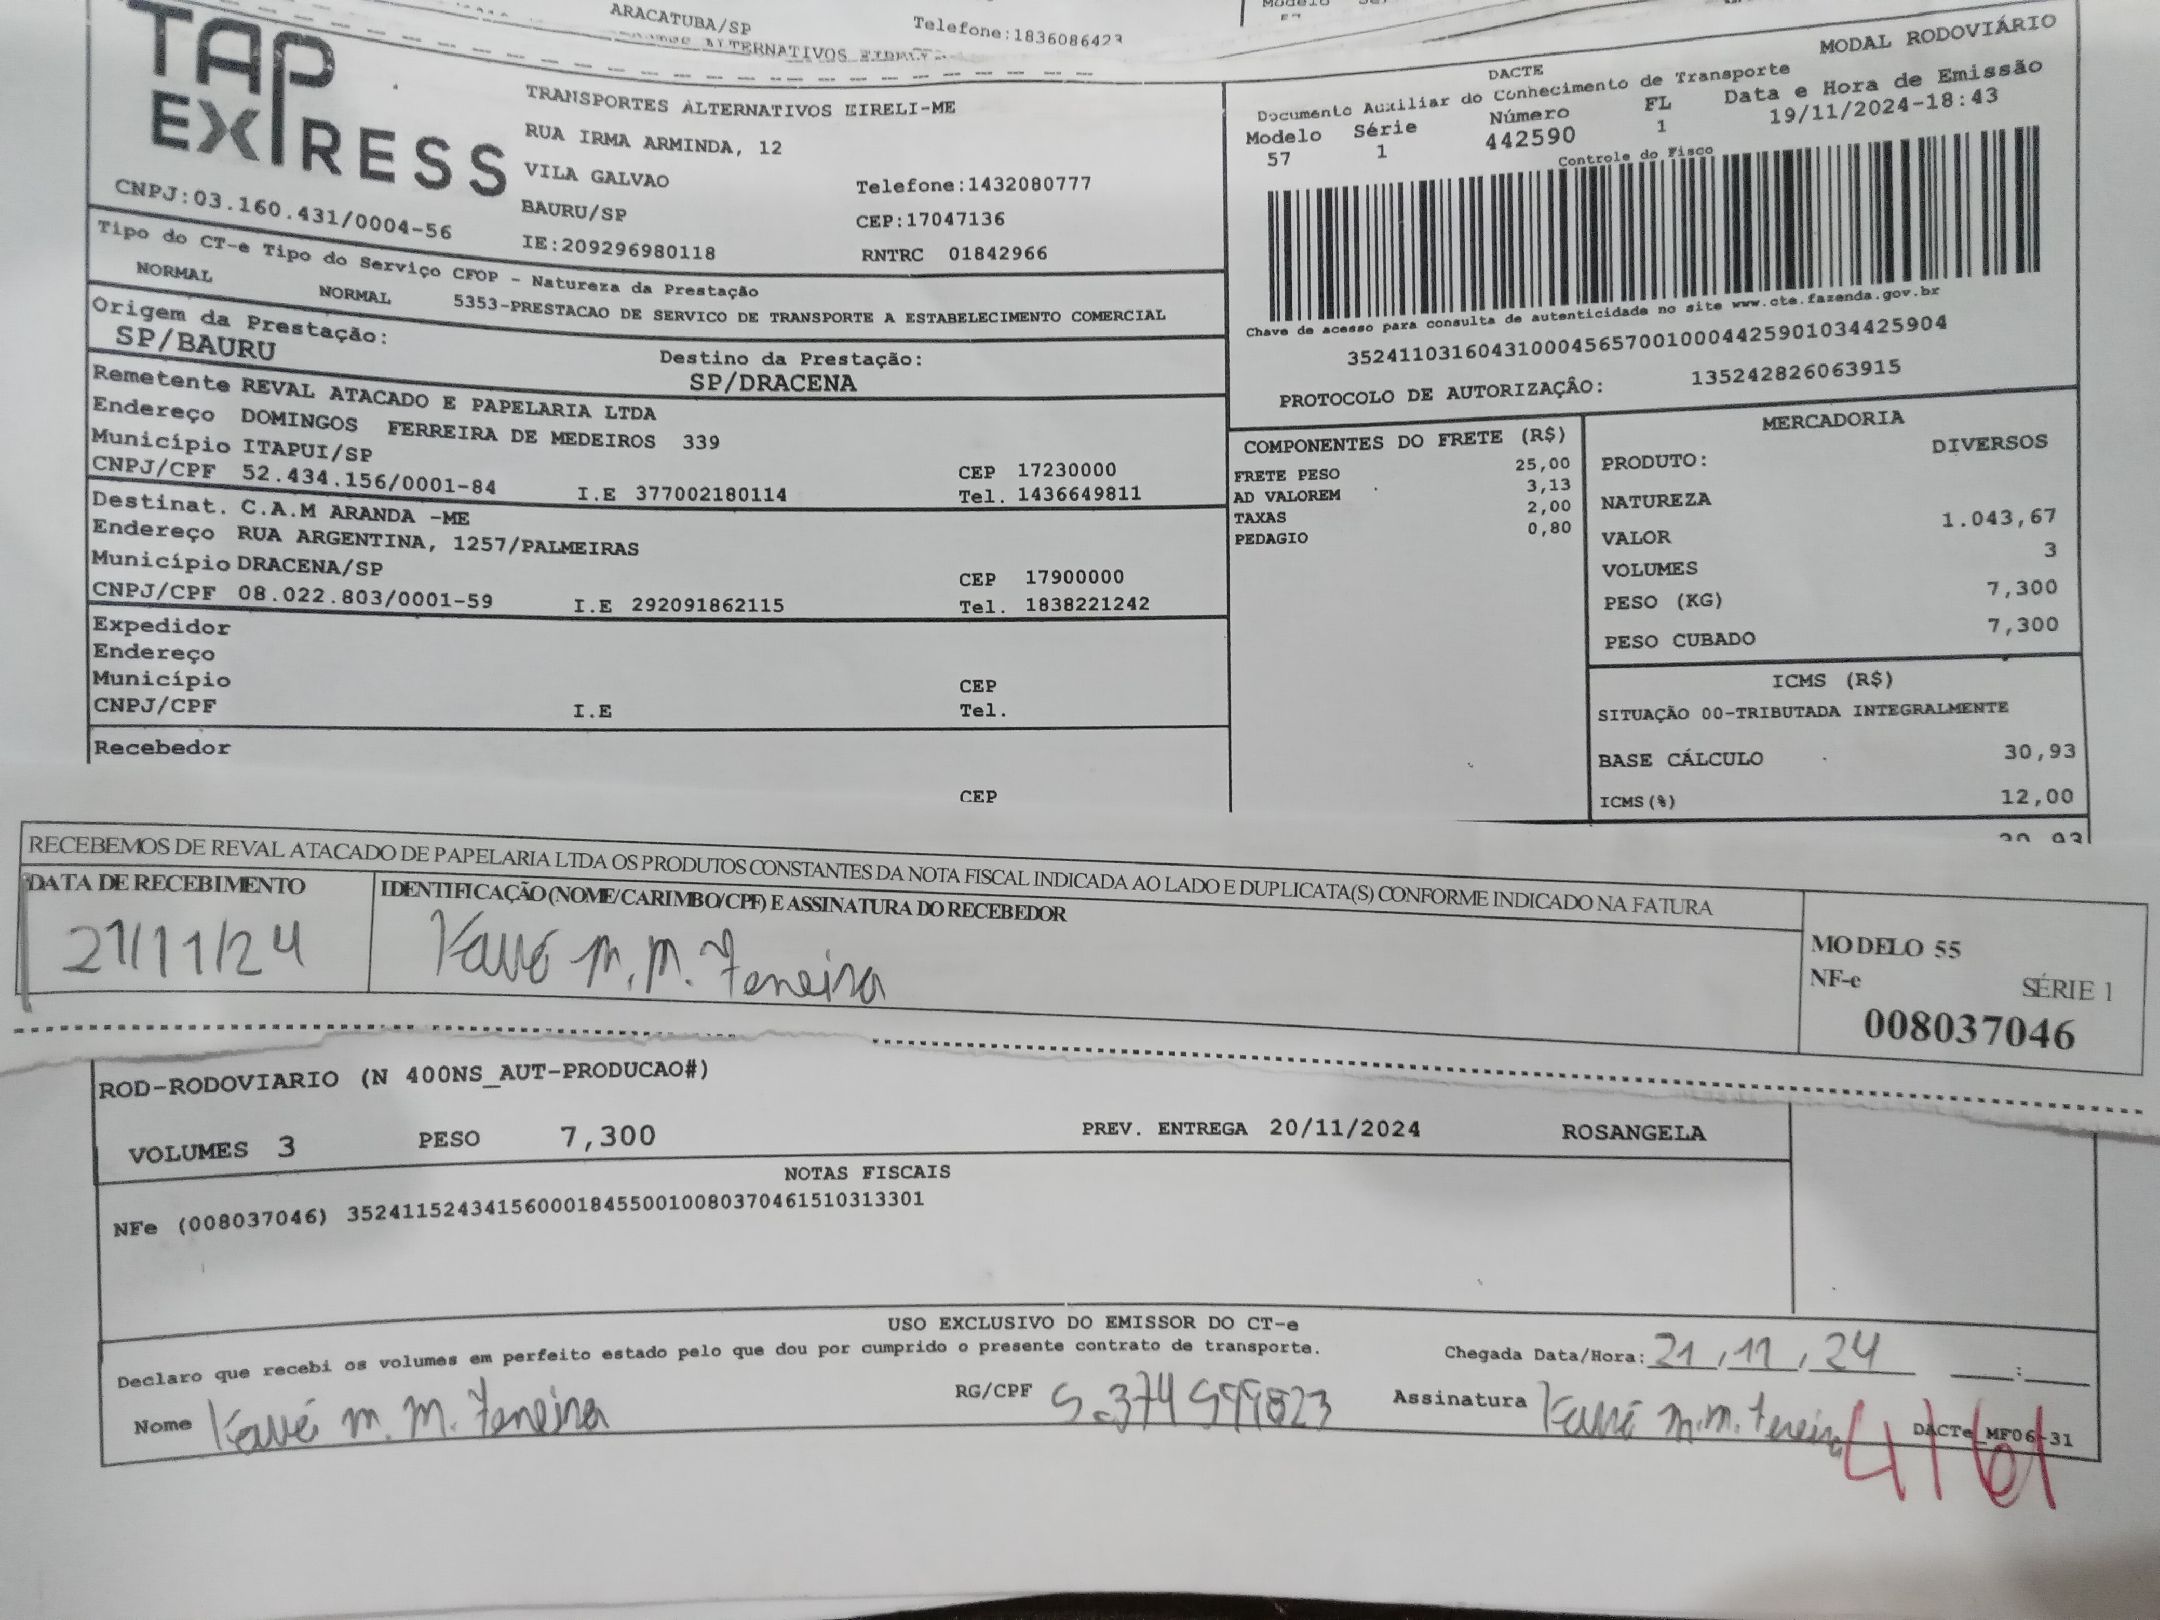 ARACATUBA/SP
Telefone:1836086423
ALTERNATIVOS
TAP
EXPRESS
CNPJ:03.160.431/0004-56
TRANSPORTES ALTERNATIVOS EIRELI-ME
RUA IRMA ARMINDA, 12
VILA GALVAO
Telefone:1432080777
BAURU/SP
CEP:17047136
IE:209296980118
RNTRC 01842966
MODAL RODOVIÁRIO
DACTE
Documento Auxiliar do Conhecimento de Transporte
Modelo Série Número FL Data e Hora de Emissão
57 1 442590 1 19/11/2024-18:43
Controle do Fisco
Chave de acesso para consulta de autenticidade no site www.cte.fazenda.gov.br
35241103160431000456570010004425901034425904
PROTOCOLO DE AUTORIZAÇÃO: 135242826063915
Tipo do CT-e Tipo do Serviço CFOP - Natureza da Prestação
NORMAL NORMAL 5353-PRESTACAO DE SERVICO DE TRANSPORTE A ESTABELECIMENTO COMERCIAL
Origem da Prestação: Destino da Prestação:
SP/BAURU SP/DRACENA
Remetente REVAL ATACADO E PAPELARIA LTDA
Endereço DOMINGOS FERREIRA DE MEDEIROS 339
Município ITAPUI/SP CEP 17230000
CNPJ/CPF 52.434.156/0001-84 I.E 377002180114 Tel. 1436649811
Destinat. C.A.M ARANDA -ME
Endereço RUA ARGENTINA, 1257/PALMEIRAS
Município DRACENA/SP CEP 17900000
CNPJ/CPF 08.022.803/0001-59 I.E 292091862115 Tel. 1838221242
Expedidor
Endereço
Município CEP
CNPJ/CPF I.E Tel.
Recebedor
CEP
COMPONENTES DO FRETE (R$)
FRETE PESO 25,00
AD VALOREM 3,13
TAXAS 2,00
PEDAGIO 0,80
MERCADORIA
PRODUTO: DIVERSOS
NATUREZA
VALOR 1.043,67
VOLUMES 3
PESO (KG) 7,300
PESO CUBADO 7,300
ICMS (R$)
SITUAÇÃO 00-TRIBUTADA INTEGRALMENTE
BASE CÁLCULO 30,93
ICMS(%) 12,00
RECEBEMOS DE REVAL ATACADO DE PAPELARIA LTDA OS PRODUTOS CONSTANTES DA NOTA FISCAL INDICADA AO LADO E DUPLICATA(S) CONFORME INDICADO NA FATURA
DATA DE RECEBIMENTO IDENTIFICAÇÃO (NOME/CARIMBO/CPF) E ASSINATURA DO RECEBEDOR
21/11/24 Kauê M. M. Ferreira
MODELO 55
NF-e SÉRIE 1
008037046
ROD-RODOVIARIO (N 400NS_AUT-PRODUCAO#)
VOLUMES 3 PESO 7,300 PREV. ENTREGA 20/11/2024 ROSANGELA
NOTAS FISCAIS
NFe (008037046) 35241152434156000184550010080370461510313301
USO EXCLUSIVO DO EMISSOR DO CT-e
Declaro que recebi os volumes em perfeito estado pelo que dou por cumprido o presente contrato de transporte.
Chegada Data/Hora: 21/11/24 __:__
Nome Kauê M. M. Ferreira RG/CPF Assinatura Kauê M.M. Ferreira
DACTe_MF06-31